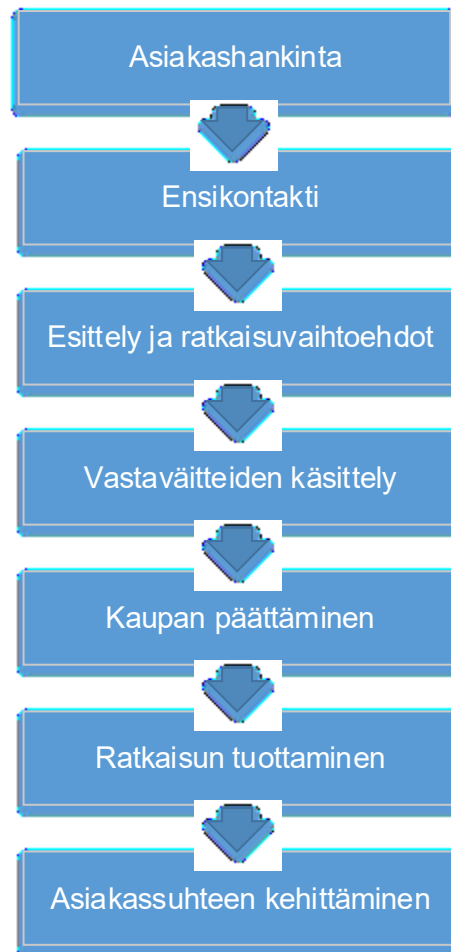 Asiakashankinta
Ensikontakti
Esittely ja ratkaisuvaihtoehdot
Vastaväitteiden käsittely
Kaupan päättäminen
Ratkaisun tuottaminen
Asiakassuhteen kehittäminen